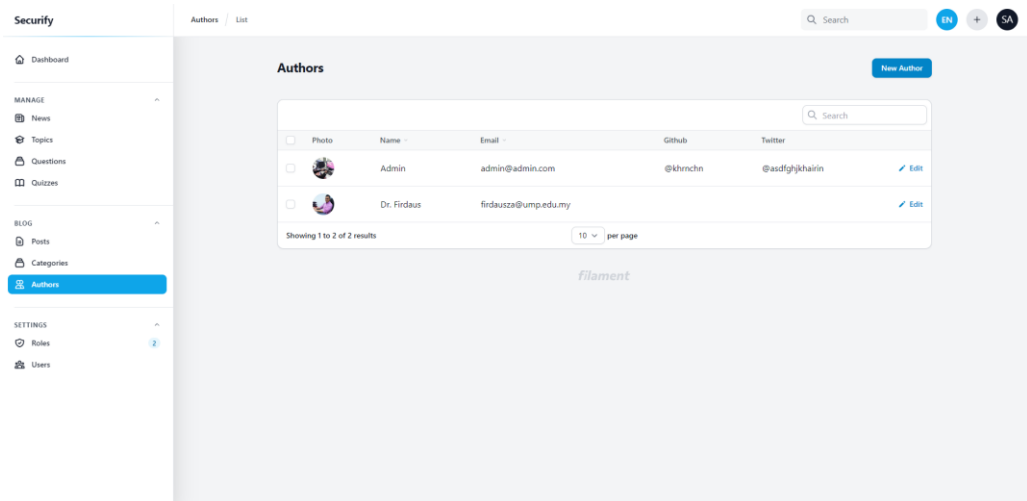 Securify
Authors / List
Search
EN
+
SA
Dashboard
MANAGE
News
Topics
Questions
Quizzes
BLOG
Posts
Categories
Authors
SETTINGS
Roles 2
Users
Authors
New Author
Search
Photo Name Email Github Twitter
Admin admin@admin.com @khrnchn @asdfghjkhairin Edit
Dr. Firdaus firdausza@ump.edu.my Edit
Showing 1 to 2 of 2 results 10 per page
filament